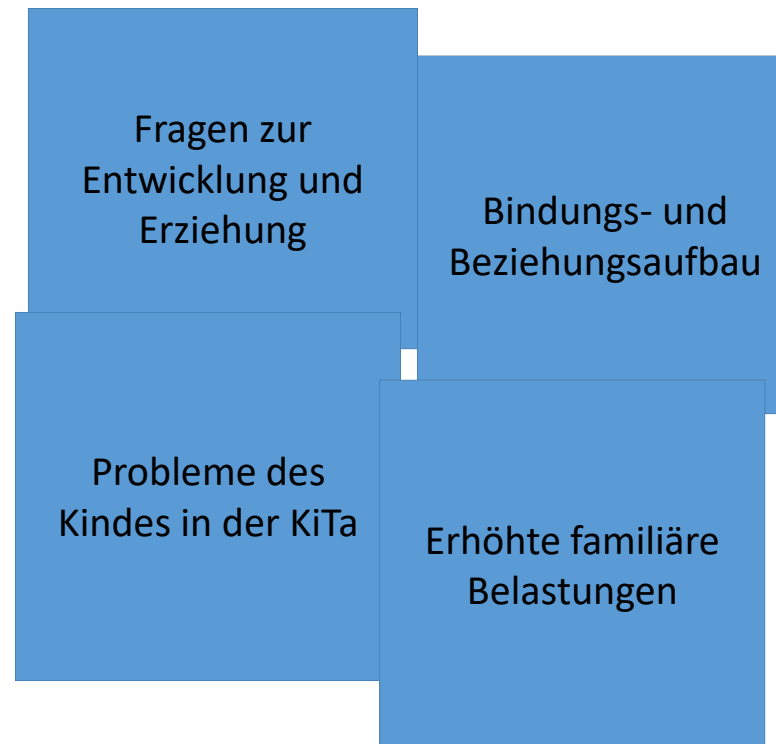 Fragen zur
Entwicklung und
Erziehung
Bindungs- und
Beziehungsaufbau
Probleme des
Kindes in der KiTa
Erhöhte familiäre
Belastungen